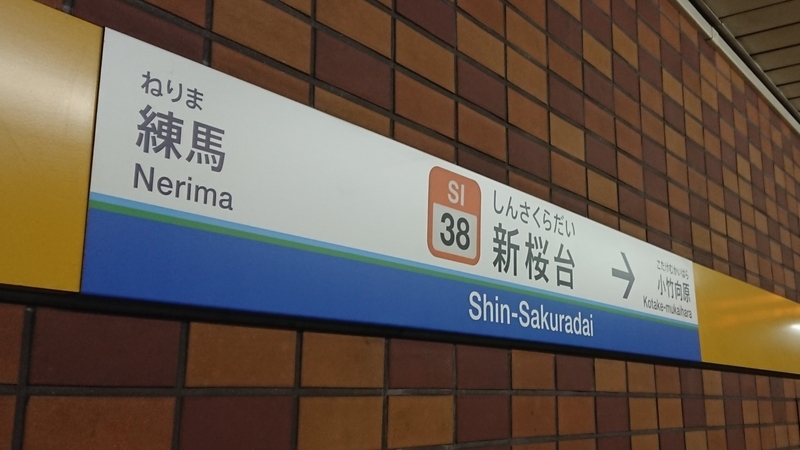 ねりま
練馬
Nerima
SI
38
しんさくらだい
新桜台
Shin-Sakuradai
→
こたけむかいはら
小竹向原
Kotake-mukaihara